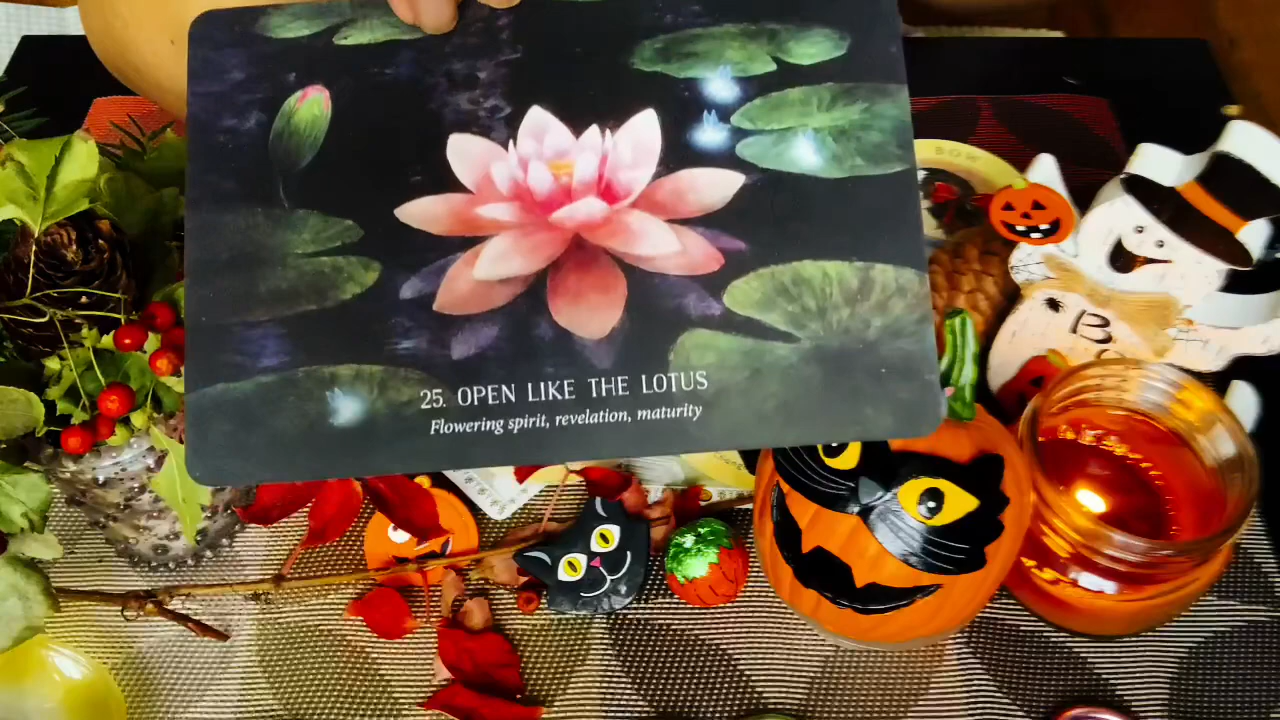 25. OPEN LIKE THE LOTUS
Flowering spirit, revelation, maturity